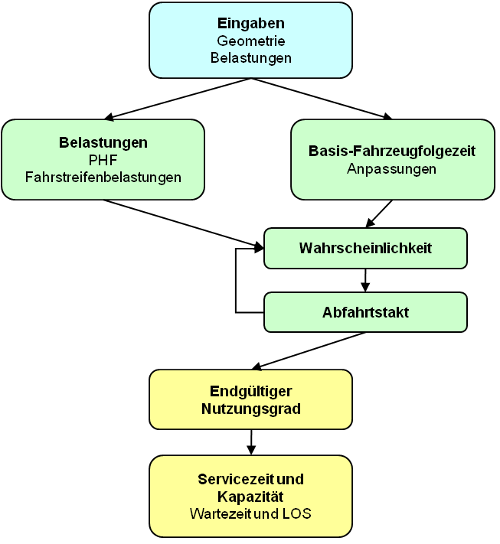 Eingaben
Geometrie
Belastungen
Belastungen
PHF
Fahrstreifenbelastungen
Basis-Fahrzeugfolgezeit
Anpassungen
Wahrscheinlichkeit
Abfahrtstakt
Endgültiger
Nutzungsgrad
Servicezeit und
Kapazität
Wartezeit und LOS